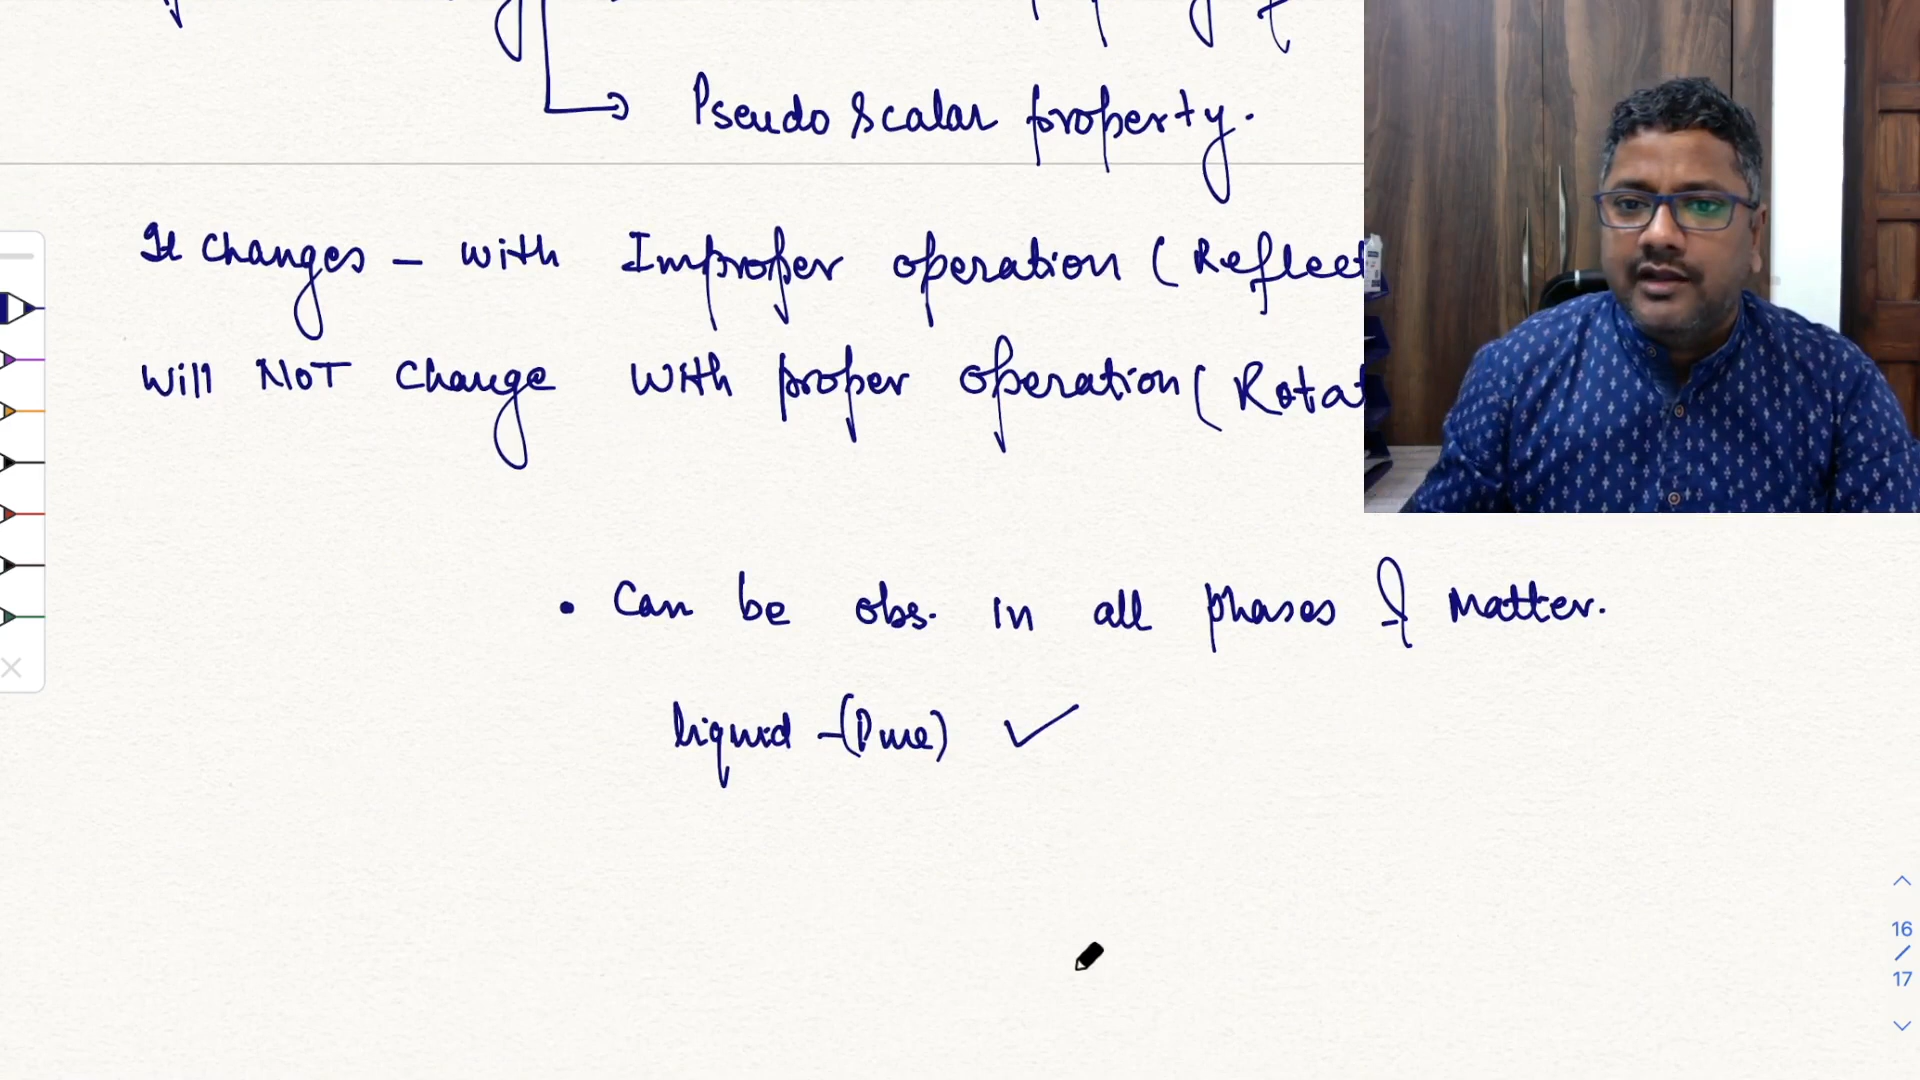 Pseudo Scalar property.
It changes - with Improper operation ( Reflect
Will NOT change with proper operation ( Rotat
• Can be obs. in all phases of Matter.
liquid - (Pure) ✓
16
/
17